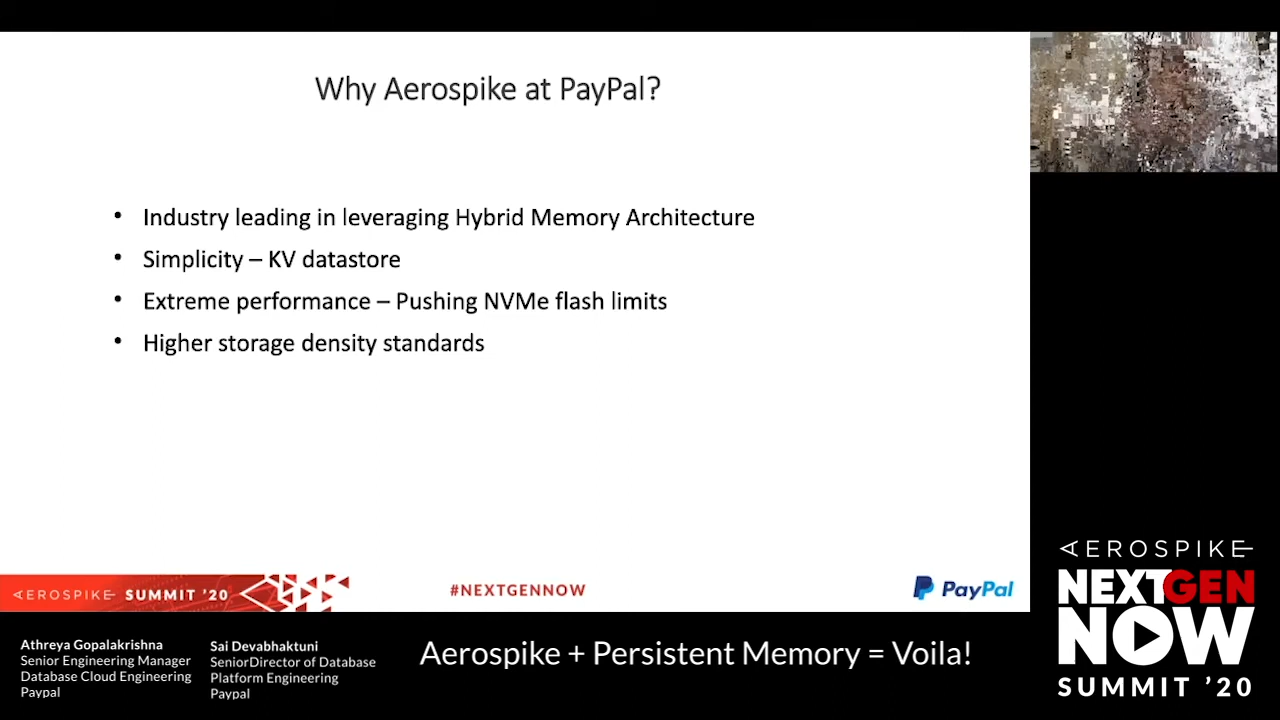 Why Aerospike at PayPal?
• Industry leading in leveraging Hybrid Memory Architecture
• Simplicity – KV datastore
• Extreme performance – Pushing NVMe flash limits
• Higher storage density standards
AEROSPIKE SUMMIT '20
#NEXTGENNOW
PayPal
Athreya Gopalakrishna
Senior Engineering Manager
Database Cloud Engineering
Paypal
Sai Devabhaktuni
SeniorDirector of Database
Platform Engineering
Paypal
Aerospike + Persistent Memory = Voila!
AEROSPIKE
NEXTGEN
NOW
SUMMIT '20